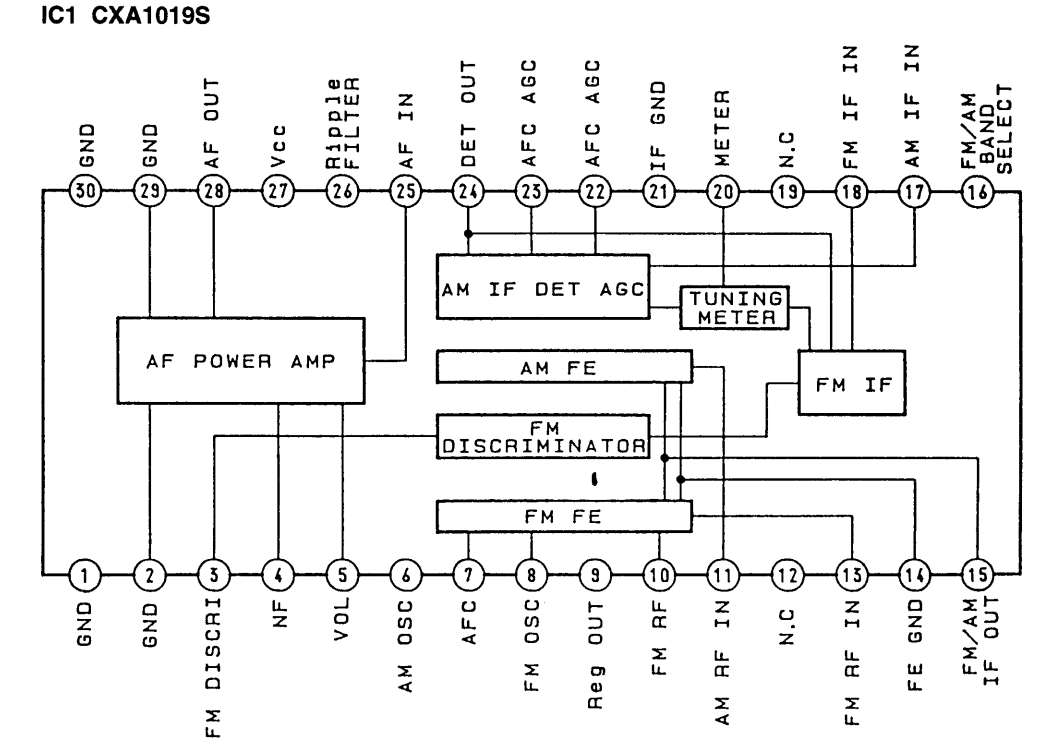 IC1 CXA1019S
GND
GND
AF OUT
Vcc
Ripple
FILTER
AF IN
DET OUT
AFC AGC
AFC AGC
IF GND
METER
N.C
FM IF IN
AM IF IN
FM/AM
BAND
SELECT
30 29 28 27 26 25 24 23 22 21 20 19 18 17 16
AM IF DET AGC
TUNING
METER
AF POWER AMP
AM FE
FM IF
FM
DISCRIMINATOR
FM FE
1 2 3 4 5 6 7 8 9 10 11 12 13 14 15
GND
GND
FM DISCRI
NF
VOL
AM OSC
AFC
FM OSC
Reg OUT
FM RF
AM RF IN
N.C
FM RF IN
FE GND
FM/AM
IF OUT